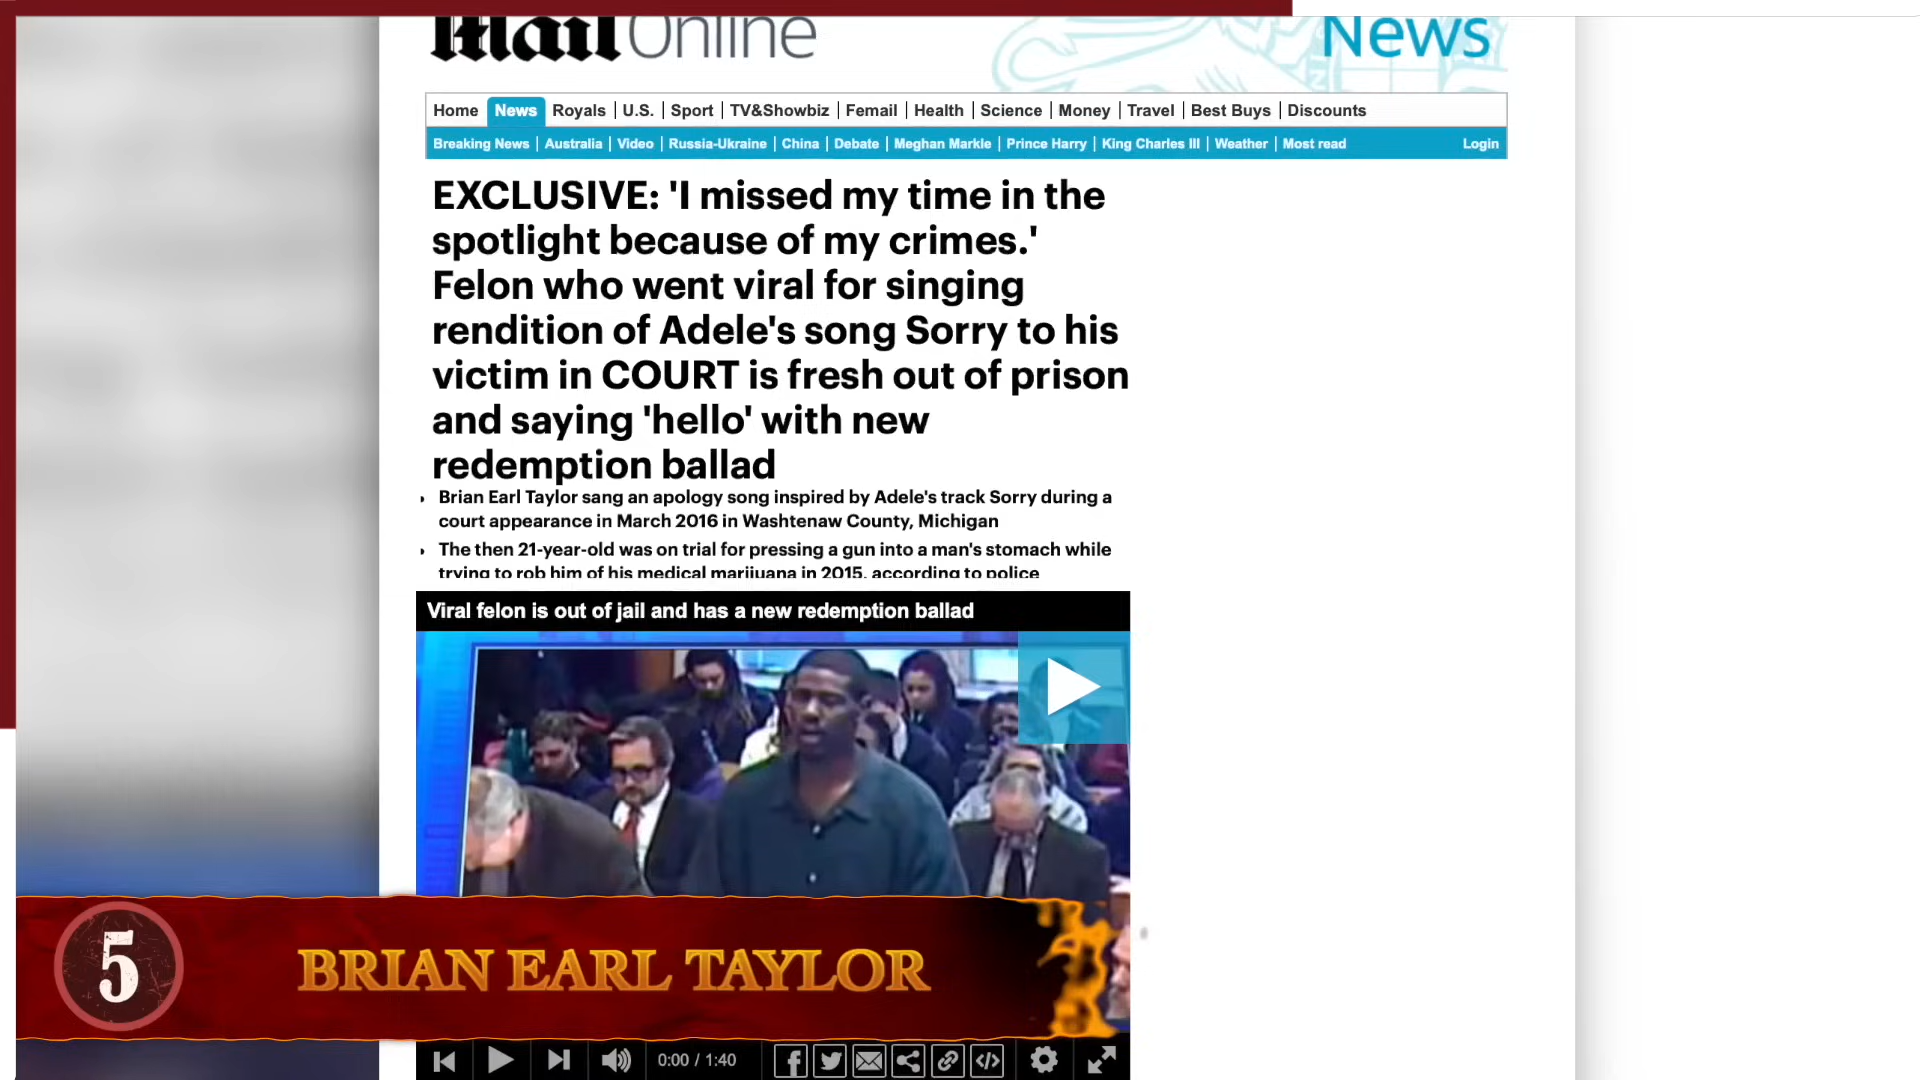 Mail Online
News
Home News Royals U.S. Sport TV&Showbiz Femail Health Science Money Travel Best Buys Discounts
Breaking News Australia Video Russia-Ukraine China Debate Meghan Markle Prince Harry King Charles III Weather Most read Login
EXCLUSIVE: 'I missed my time in the
spotlight because of my crimes.'
Felon who went viral for singing
rendition of Adele's song Sorry to his
victim in COURT is fresh out of prison
and saying 'hello' with new
redemption ballad
Brian Earl Taylor sang an apology song inspired by Adele's track Sorry during a
court appearance in March 2016 in Washtenaw County, Michigan
The then 21-year-old was on trial for pressing a gun into a man's stomach while
trying to rob him of his medical marijuana in 2015, according to police
Viral felon is out of jail and has a new redemption ballad
5
BRIAN EARL TAYLOR
0:00 / 1:40